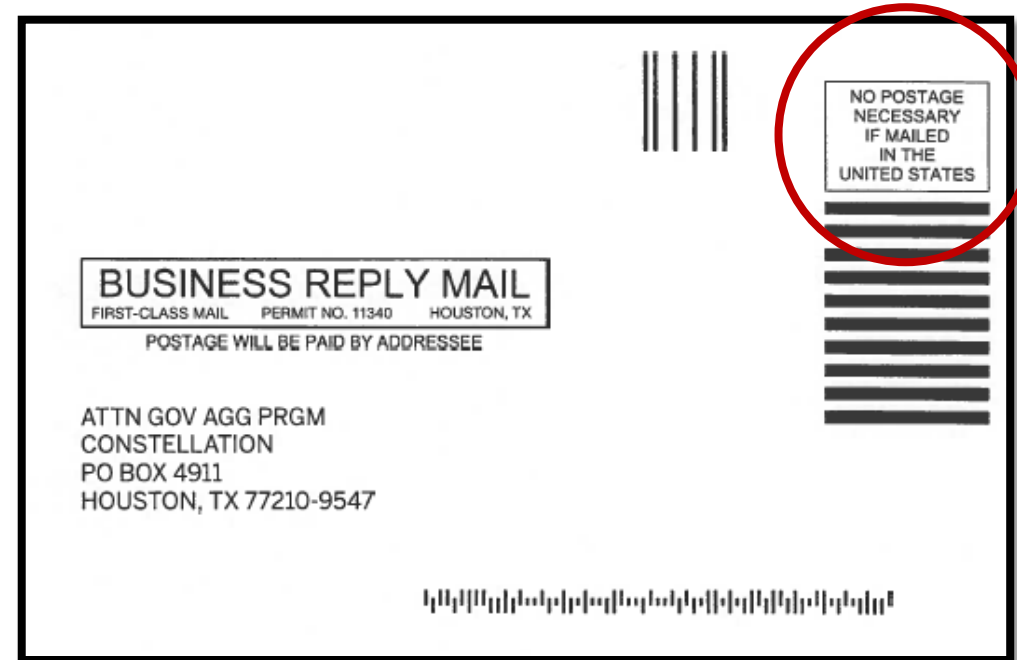 NO POSTAGE
NECESSARY
IF MAILED
IN THE
UNITED STATES
BUSINESS REPLY MAIL
FIRST-CLASS MAIL PERMIT NO. 11340 HOUSTON, TX
POSTAGE WILL BE PAID BY ADDRESSEE
ATTN GOV AGG PRGM
CONSTELLATION
PO BOX 4911
HOUSTON, TX 77210-9547